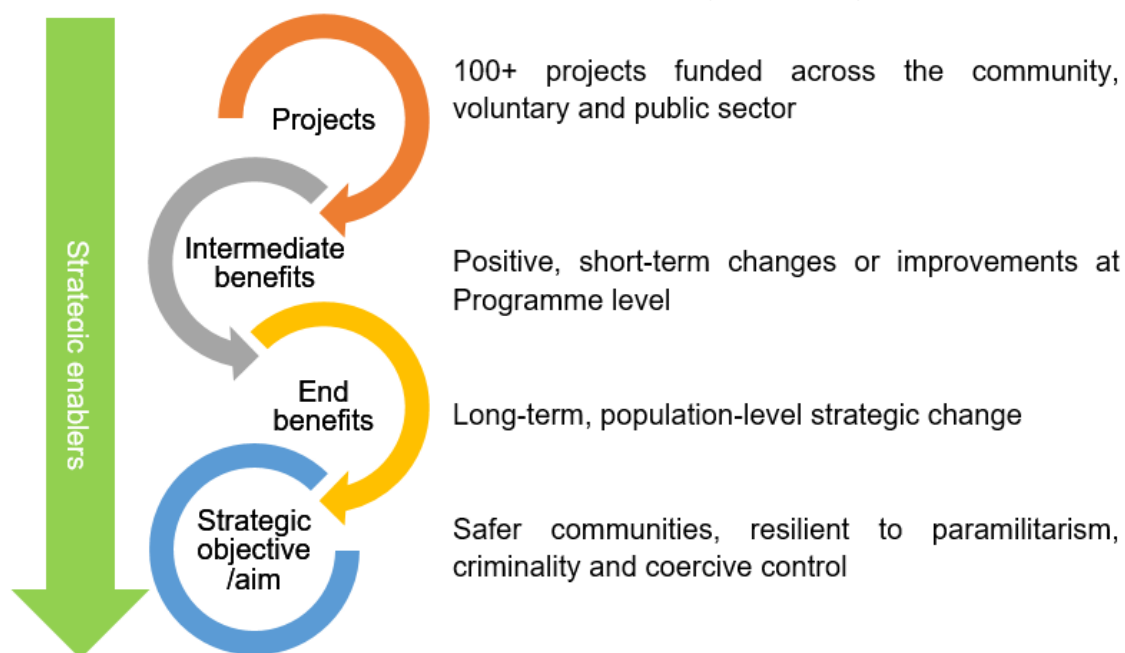 Strategic enablers
Projects
100+ projects funded across the community,
voluntary and public sector
Intermediate
benefits
Positive, short-term changes or improvements at
Programme level
End
benefits
Long-term, population-level strategic change
Strategic
objective
/aim
Safer communities, resilient to paramilitarism,
criminality and coercive control